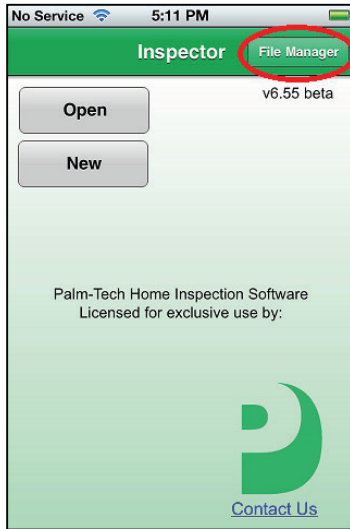 No Service 5:11 PM
Inspector File Manager
v6.55 beta
Open
New
Palm-Tech Home Inspection Software
Licensed for exclusive use by:
Contact Us